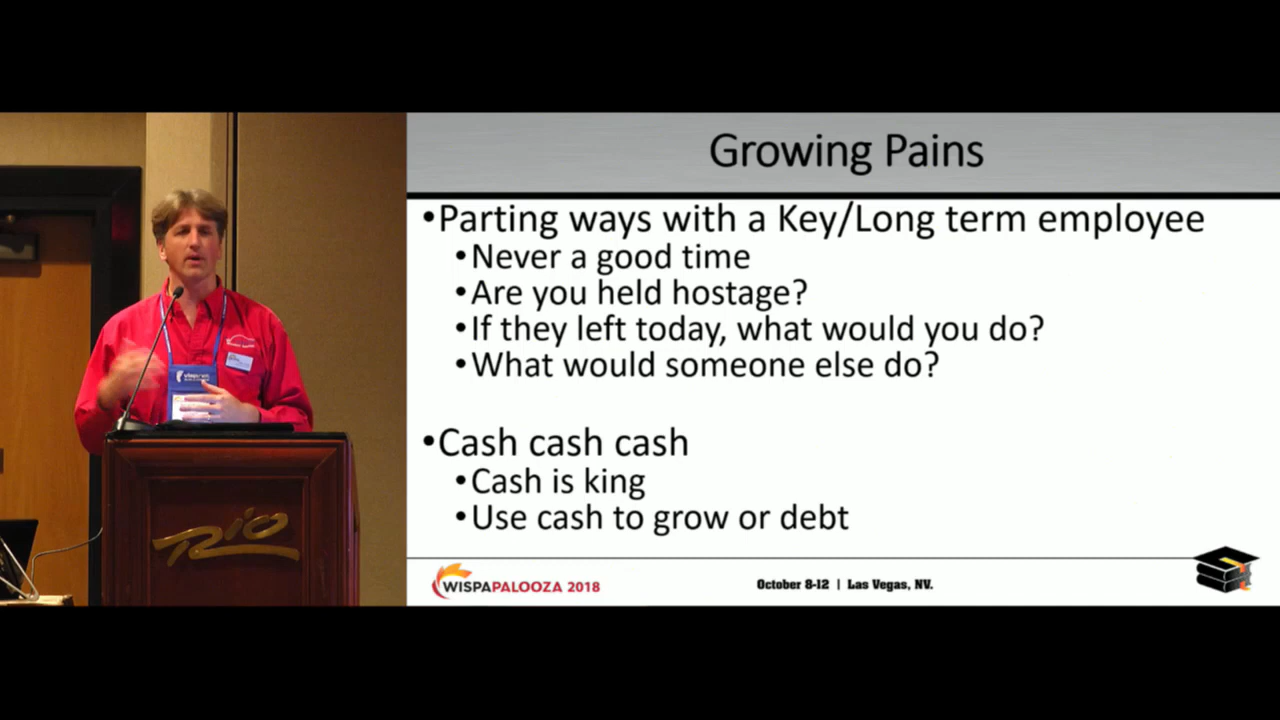 Growing Pains
•Parting ways with a Key/Long term employee
•Never a good time
•Are you held hostage?
•If they left today, what would you do?
•What would someone else do?
•Cash cash cash
•Cash is king
•Use cash to grow or debt
WISPAPALOOZA 2018
October 8-12 | Las Vegas, NV.
RIO